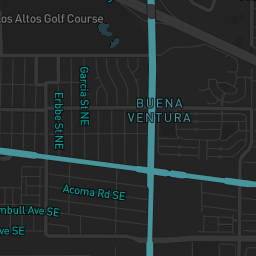 os Altos Golf Course
Garcia St NE
Erbbe St NE
BUENA
VENTURA
Acoma Rd SE
mbull Ave SE
Ave SE